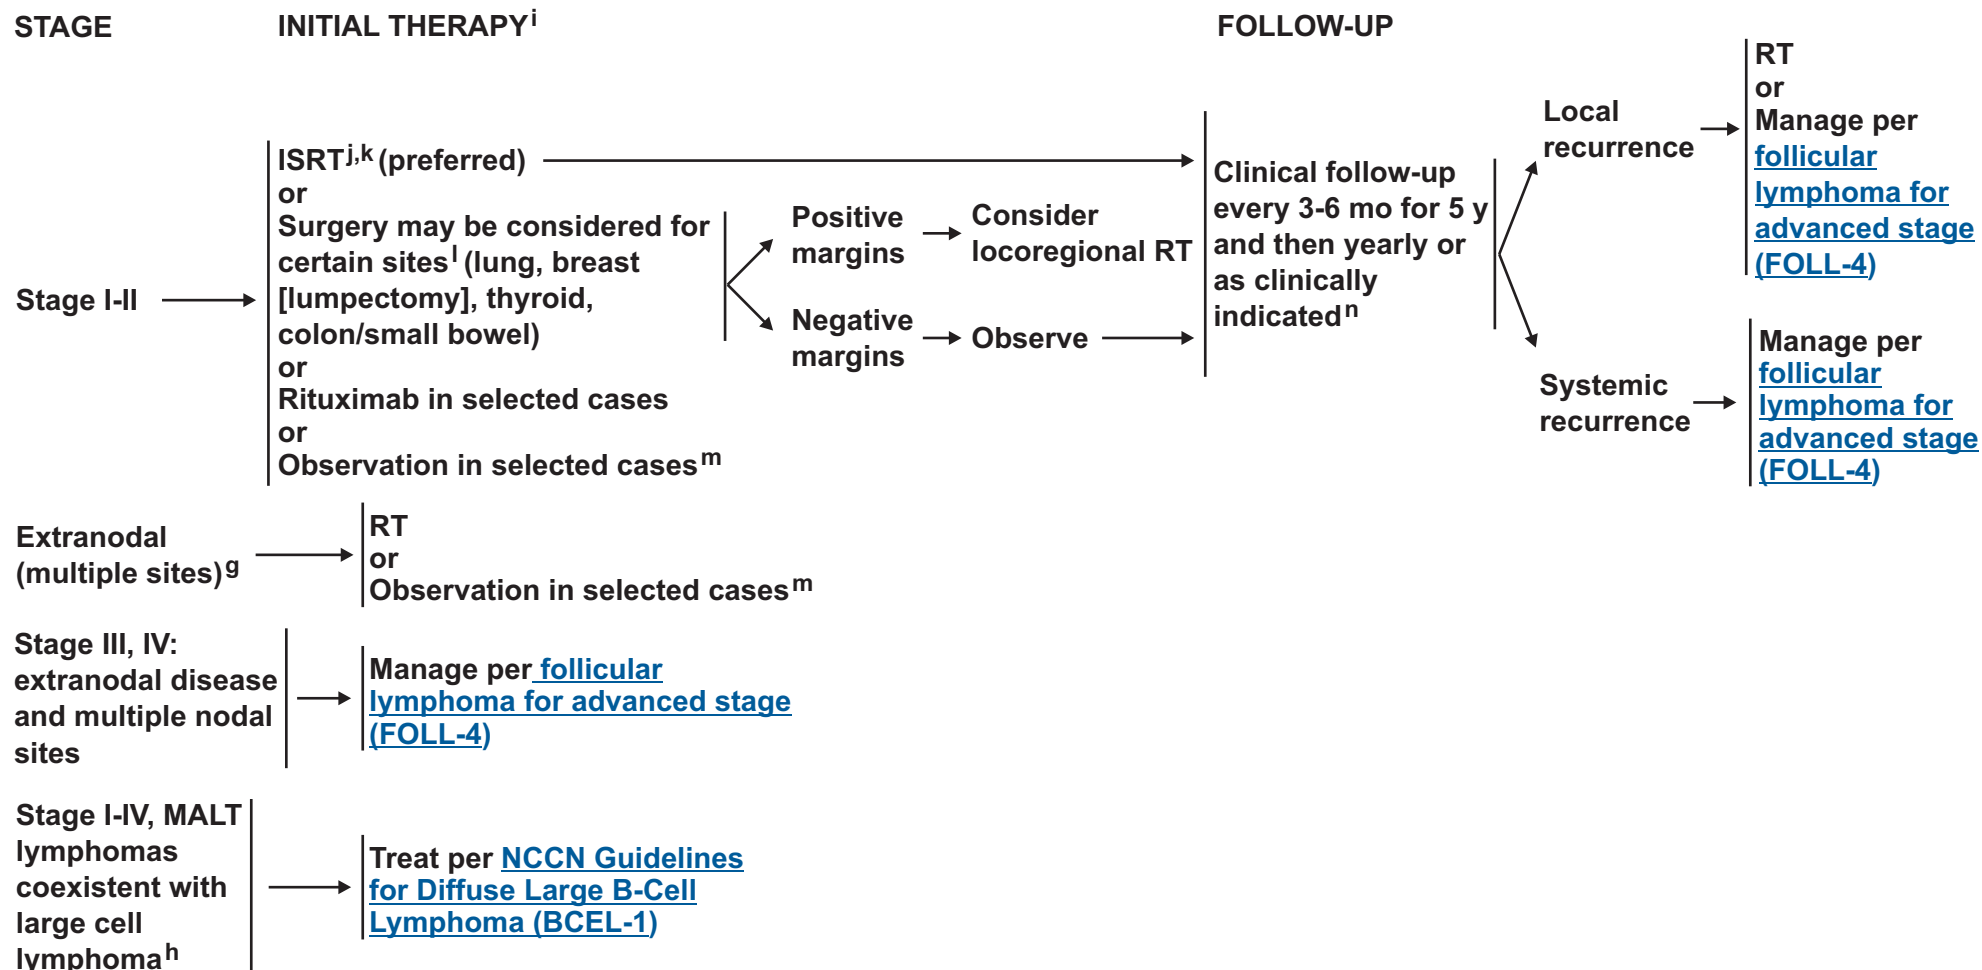 STAGE
INITIAL THERAPYi
FOLLOW-UP
Stage I-II
ISRTj,k (preferred)
or
Surgery may be considered for
certain sitesl (lung, breast
[lumpectomy], thyroid,
colon/small bowel)
or
Rituximab in selected cases
or
Observation in selected casesm
Positive
margins
Consider
locoregional RT
Negative
margins
Observe
Clinical follow-up
every 3-6 mo for 5 y
and then yearly or
as clinically
indicatedn
Local
recurrence
RT
or
Manage per
follicular
lymphoma for
advanced stage
(FOLL-4)
Systemic
recurrence
Manage per
follicular
lymphoma for
advanced stage
(FOLL-4)
Extranodal
(multiple sites)g
RT
or
Observation in selected casesm
Stage III, IV:
extranodal disease
and multiple nodal
sites
Manage per follicular
lymphoma for advanced stage
(FOLL-4)
Stage I-IV, MALT
lymphomas
coexistent with
large cell
lymphomah
Treat per NCCN Guidelines
for Diffuse Large B-Cell
Lymphoma (BCEL-1)